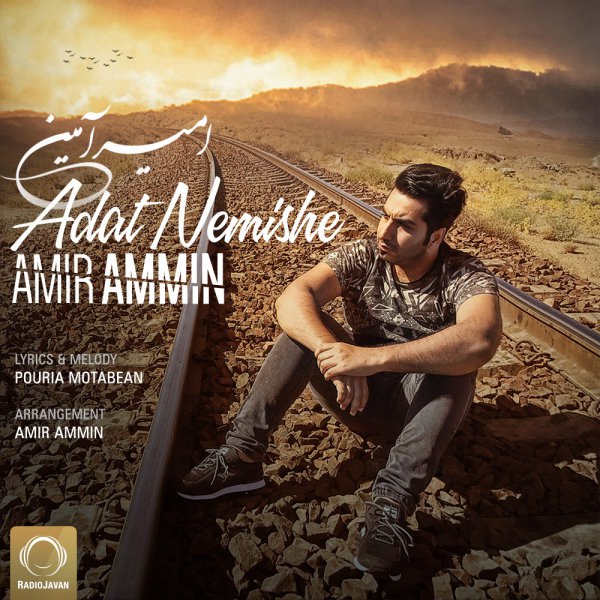 امیر آمین
Adat Nemishe
AMIR AMMIN
LYRICS & MELODY
POURIA MOTABEAN
ARRANGEMENT
AMIR AMMIN
RADIOJAVAN